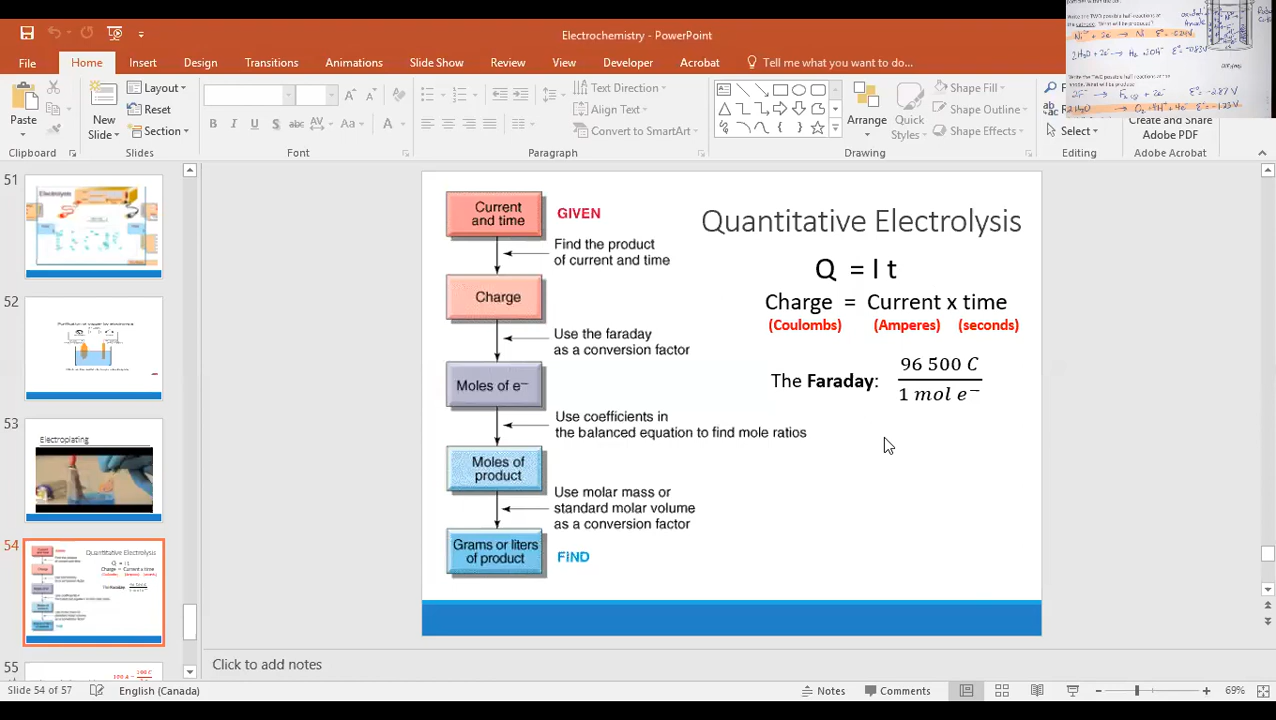 Electrochemistry - PowerPoint
File
Home
Insert
Design
Transitions
Animations
Slide Show
Review
View
Developer
Acrobat
Tell me what you want to do...
Paste
New
Slide
Layout
Reset
Section
Text Direction
Align Text
Convert to SmartArt
Arrange
Quick
Styles
Shape Outline
Shape Effects
Select
Create and Share
Adobe PDF
Clipboard
Slides
Font
Paragraph
Drawing
Editing
Adobe Acrobat
51
Electrolysis
52
53
Electroplating
54
Quantitative Electrolysis
55
Current
and time
GIVEN
Find the product
of current and time
Charge
Use the faraday
as a conversion factor
Moles of e⁻
Use coefficients in
the balanced equation to find mole ratios
Moles of
product
Use molar mass or
standard molar volume
as a conversion factor
Grams or liters
of product
FIND
Quantitative Electrolysis
Q = I t
Charge = Current x time
(Coulombs) (Amperes) (seconds)
The Faraday: 96 500 C
1 mol e⁻
Click to add notes
Slide 54 of 57
English (Canada)
Notes
Comments
69%